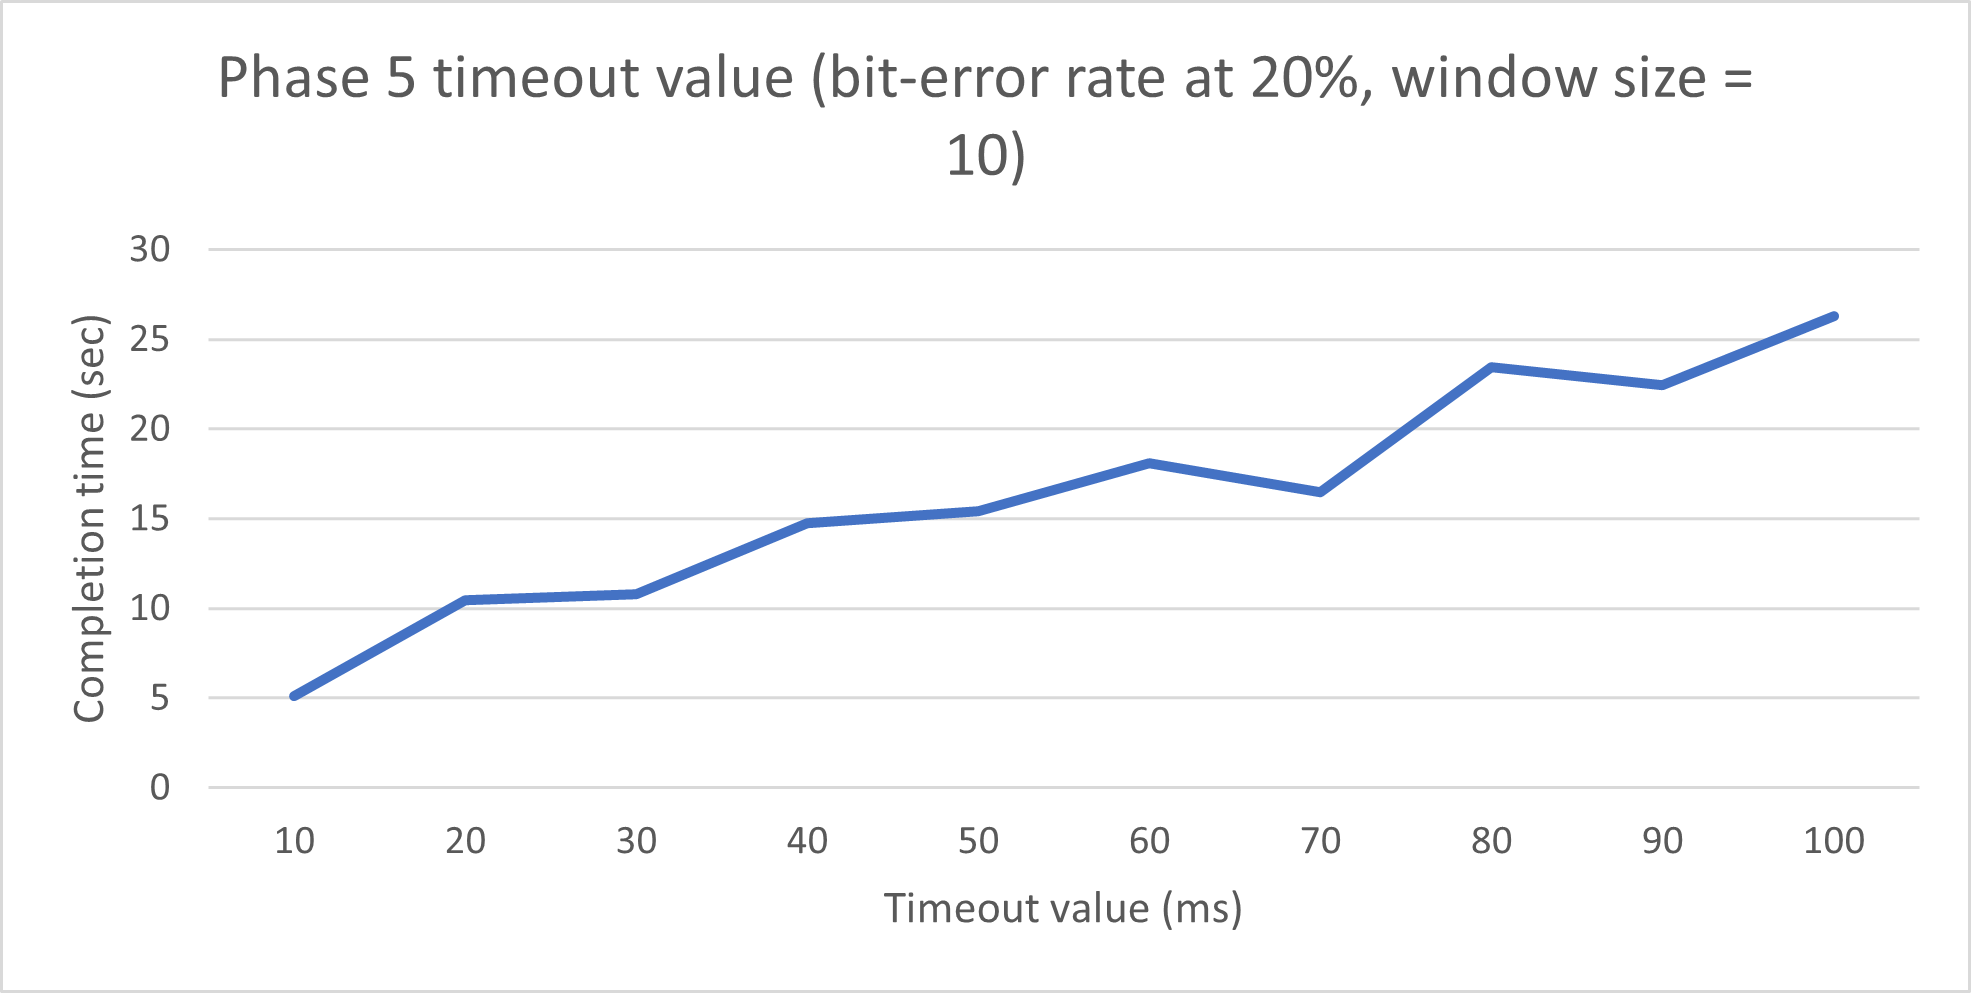 Phase 5 timeout value (bit-error rate at 20%, window size =
10)
30
25
20
15
10
5
0
Completion time (sec)
10 20 30 40 50 60 70 80 90 100
Timeout value (ms)